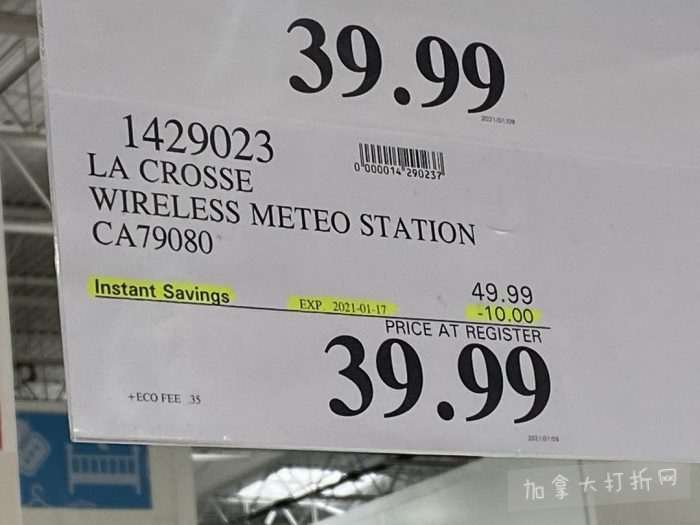 39.99
2021/01/09
1429023
0 000014 290237
LA CROSSE
WIRELESS METEO STATION
CA79080
49.99
Instant Savings EXP. 2021-01-17 -10.00
PRICE AT REGISTER
39.99
+ECO FEE .35
2021/01/09
加拿大打折网